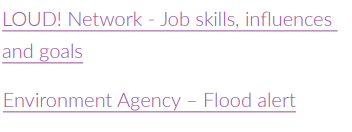 LOUD! Network - Job skills, influences
and goals
Environment Agency – Flood alert